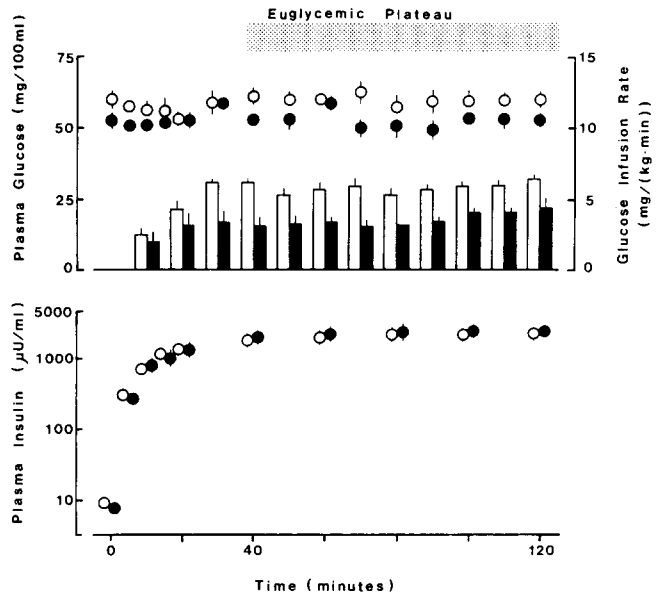 Euglycemic Plateau
Plasma Glucose (mg/100ml)
75
50
25
0
15
10
5
0
Glucose Infusion Rate
(mg/(kg·min))
Plasma Insulin (μU/ml)
5000
1000
100
10
0
40
80
120
Time (minutes)